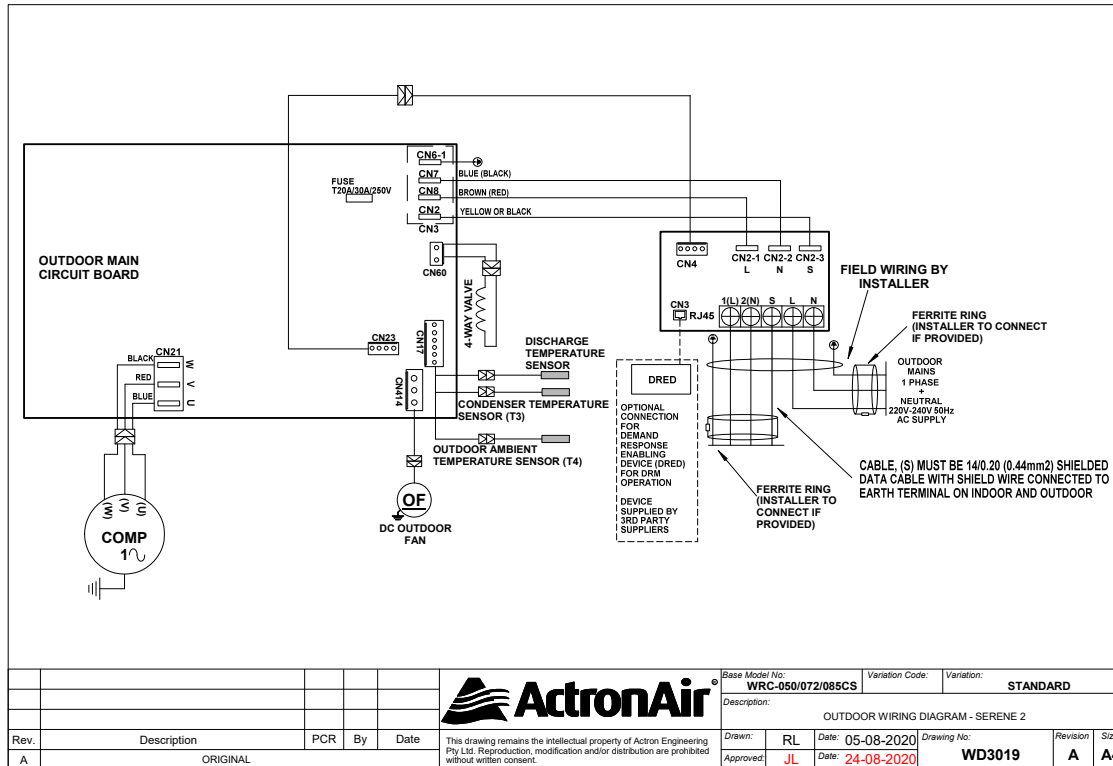 CN6-1
CN7
BLUE (BLACK)
FUSE
T20A/30A/250V
CN8
BROWN (RED)
CN2
YELLOW OR BLACK
CN3
OUTDOOR MAIN
CIRCUIT BOARD
CN60
4-WAY VALVE
CN4
CN2-1
L
CN2-2
N
CN2-3
S
FIELD WIRING BY
INSTALLER
CN3
RJ45
1(L)
2(N)
S
L
N
FERRITE RING
(INSTALLER TO CONNECT
IF PROVIDED)
CN23
CN17
CN21
BLACK
W
RED
V
BLUE
U
CN414
DISCHARGE
TEMPERATURE
SENSOR
CONDENSER TEMPERATURE
SENSOR (T3)
OUTDOOR AMBIENT
TEMPERATURE SENSOR (T4)
DRED
OPTIONAL
CONNECTION
FOR
DEMAND
RESPONSE
ENABLING
DEVICE (DRED)
FOR DRM
OPERATION
DEVICE
SUPPLIED BY
3RD PARTY
SUPPLIERS
OUTDOOR
MAINS
1 PHASE
+
NEUTRAL
220V-240V 50Hz
AC SUPPLY
CABLE, (S) MUST BE 14/0.20 (0.44mm2) SHIELDED
DATA CABLE WITH SHIELD WIRE CONNECTED TO
EARTH TERMINAL ON INDOOR AND OUTDOOR
FERRITE RING
(INSTALLER TO
CONNECT IF
PROVIDED)
OF
DC OUTDOOR
FAN
(W)
(V)
(U)
COMP
1
Rev.
Description
PCR
By
Date
A
ORIGINAL
ActronAir
This drawing remains the intellectual property of Actron Engineering
Pty Ltd. Reproduction, modification and/or distribution are prohibited
without written consent.
Base Model No:
WRC-050/072/085CS
Variation Code:
Variation:
STANDARD
Description:
OUTDOOR WIRING DIAGRAM - SERENE 2
Drawn:
RL
Date: 05-08-2020
Drawing No:
WD3019
Revision
A
Approved:
JL
Date: 24-08-2020